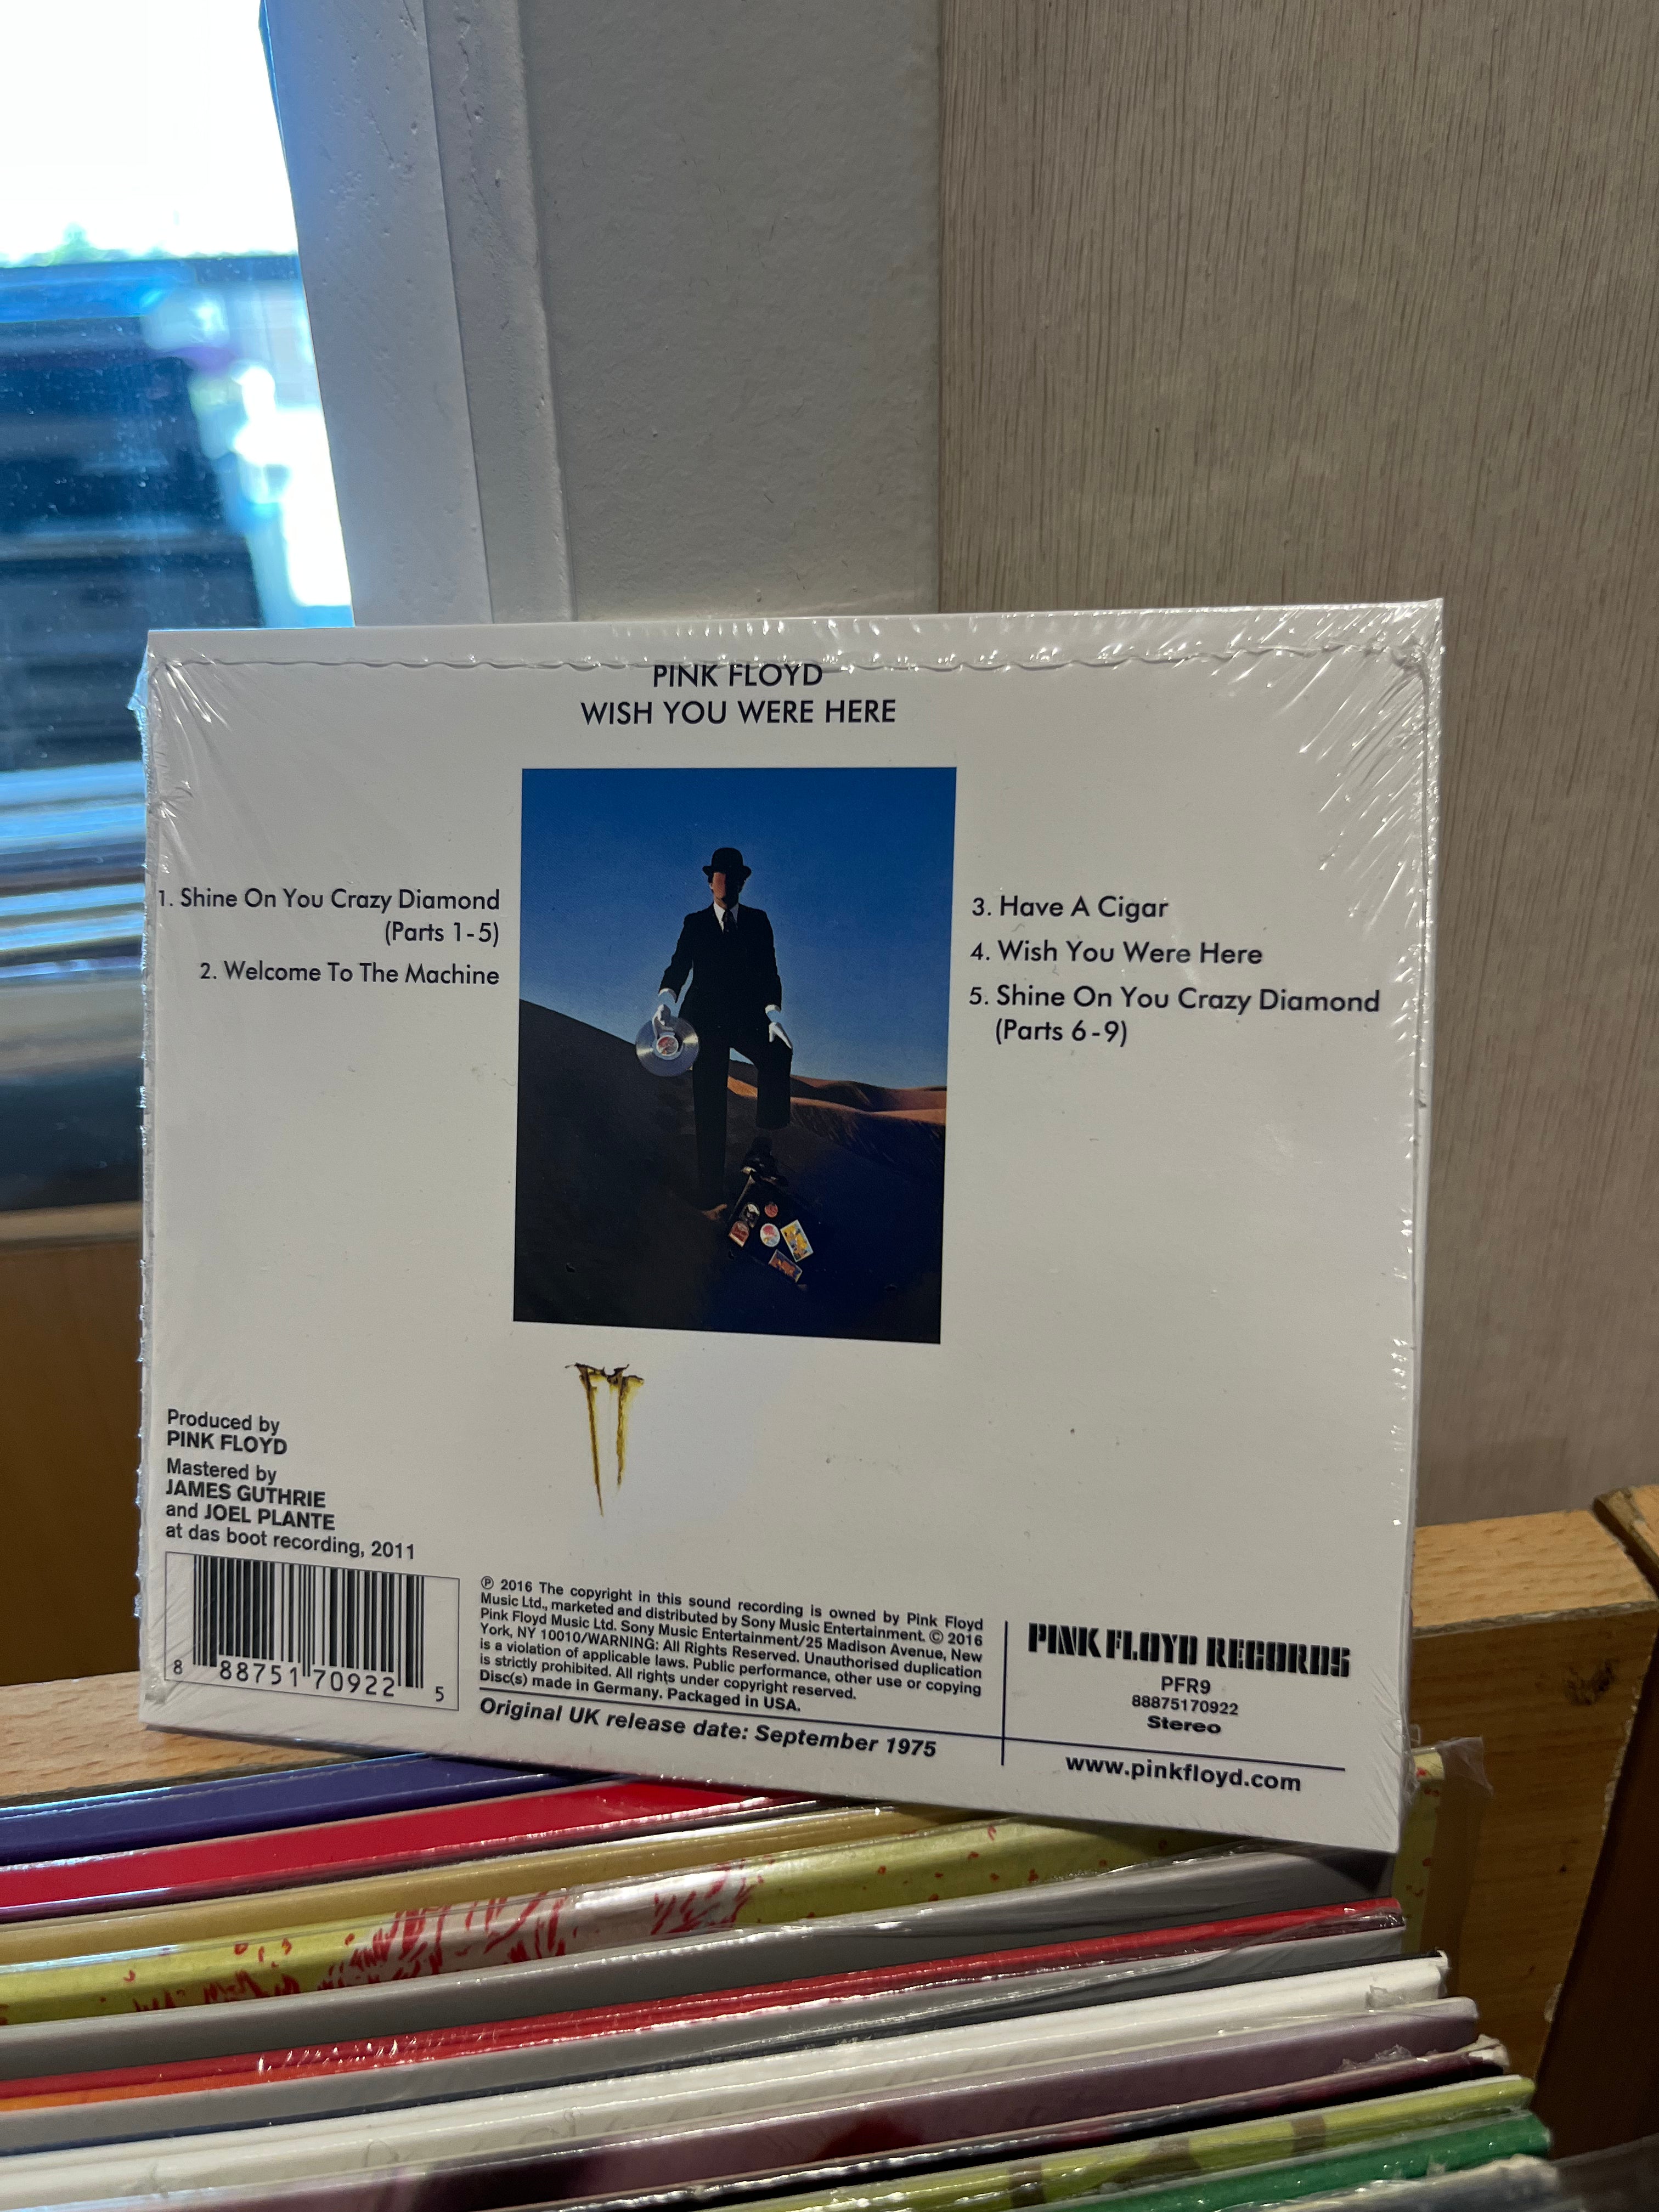 PINK FLOYD
WISH YOU WERE HERE
1. Shine On You Crazy Diamond
(Parts 1-5)
2. Welcome To The Machine
3. Have A Cigar
4. Wish You Were Here
5. Shine On You Crazy Diamond
(Parts 6-9)
Produced by
PINK FLOYD
Mastered by
JAMES GUTHRIE
and JOEL PLANTE
at das boot recording, 2011
8 88751 70922 5
℗ 2016 The copyright in this sound recording is owned by Pink Floyd
Music Ltd., marketed and distributed by Sony Music Entertainment. © 2016
Pink Floyd Music Ltd. Sony Music Entertainment/25 Madison Avenue, New
York, NY 10010/WARNING: All Rights Reserved. Unauthorised duplication
is a violation of applicable laws. Public performance, other use or copying
is strictly prohibited. All rights under copyright reserved.
Disc(s) made in Germany. Packaged in USA.
Original UK release date: September 1975
PINK FLOYD RECORDS
PFR9
88875170922
Stereo
www.pinkfloyd.com